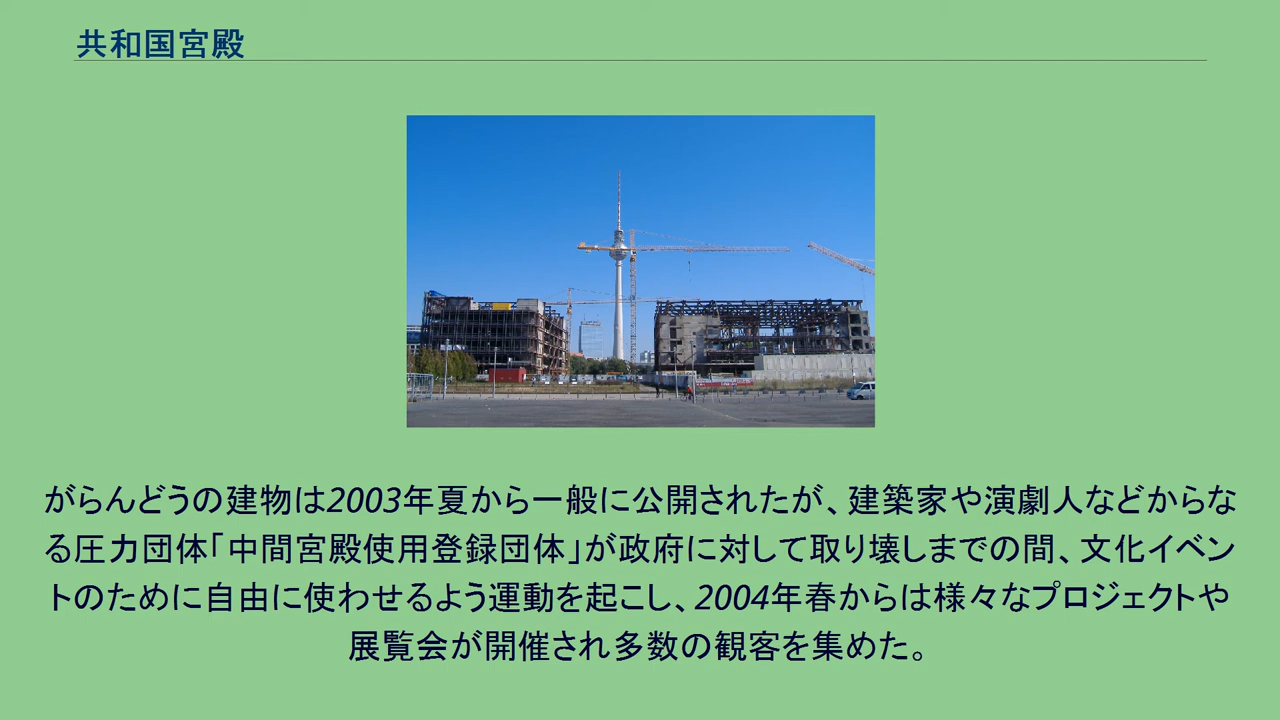 共和国宮殿
がらんどうの建物は2003年夏から一般に公開されたが、建築家や演劇人などからな
る圧力団体「中間宮殿使用登録団体」が政府に対して取り壊しまでの間、文化イベン
トのために自由に使わせるよう運動を起こし、2004年春からは様々なプロジェクトや
展覧会が開催され多数の観客を集めた。